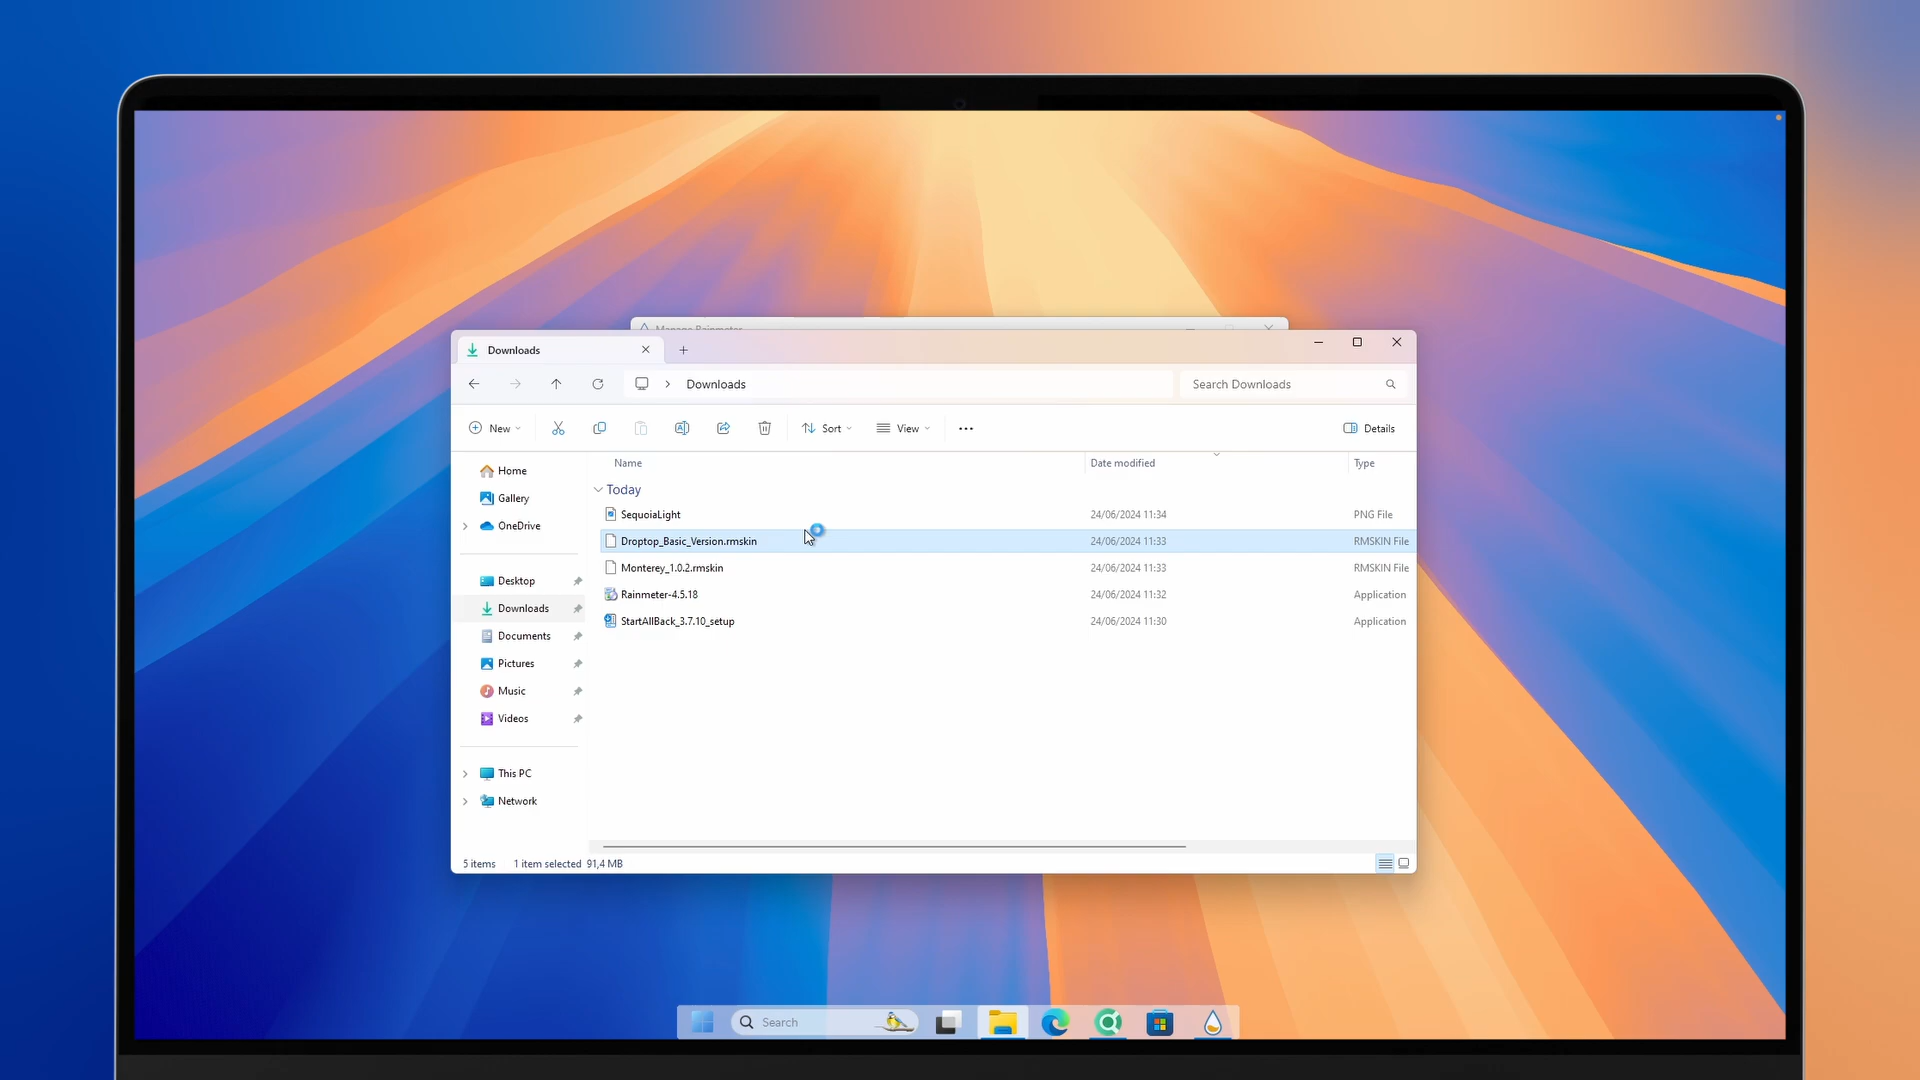 Manage Rainmeter
Downloads
Downloads
Search Downloads
New
Sort
View
Details
Home
Gallery
OneDrive
Desktop
Downloads
Documents
Pictures
Music
Videos
This PC
Network
Name
Date modified
Type
Today
SequoiaLight
24/06/2024 11:34
PNG File
Droptop_Basic_Version.rmskin
24/06/2024 11:33
RMSKIN File
Monterey_1.0.2.rmskin
24/06/2024 11:33
RMSKIN File
Rainmeter-4.5.18
24/06/2024 11:32
Application
StartAllBack_3.7.10_setup
24/06/2024 11:30
Application
5 items
1 item selected 91,4 MB
Search